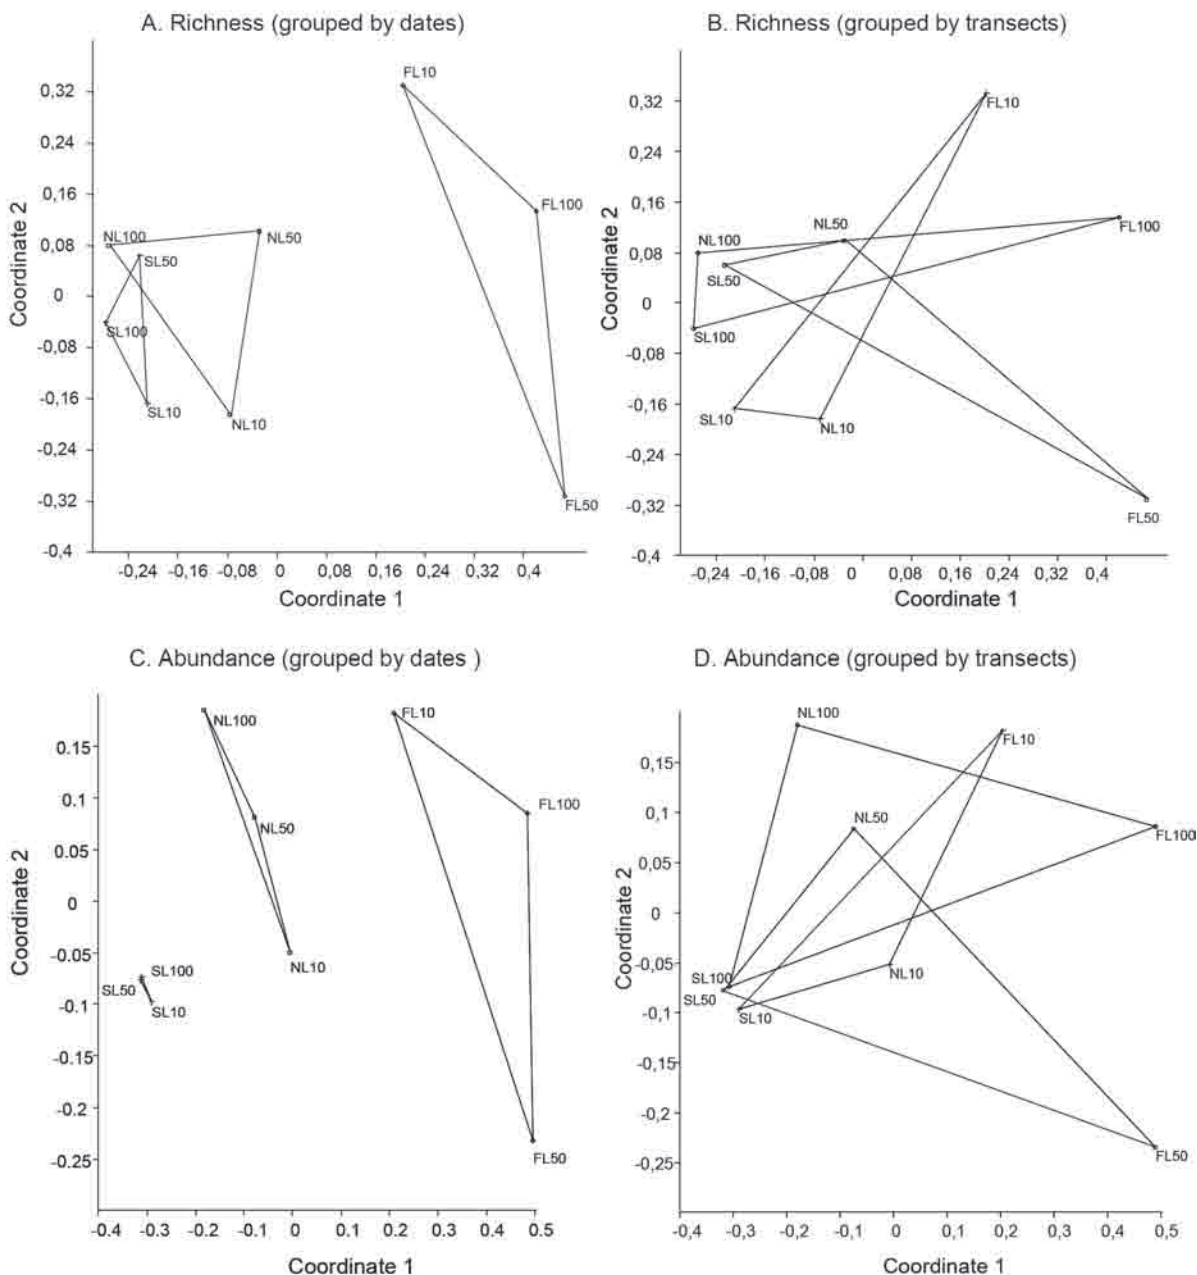 A. Richness (grouped by dates)
0,32
0,24
0,16
0,08
0
-0,08
-0,16
-0,24
-0,32
-0,4
Coordinate 2
FL10
FL100
NL100
NL50
SL50
SL100
SL10
NL10
FL50
-0,24 -0,16 -0,08 0 0,08 0,16 0,24 0,32 0,4
Coordinate 1
B. Richness (grouped by transects)
0,32
0,24
0,16
0,08
0
-0,08
-0,16
-0,24
-0,32
-0,4
Coordinate 2
FL10
NL50
FL100
NL100
SL50
SL100
SL10
NL10
FL50
-0,24 -0,16 -0,08 0 0,08 0,16 0,24 0,32 0,4
Coordinate 1
C. Abundance (grouped by dates )
0.15
0.1
0.05
0
-0.05
-0.1
-0.15
-0.2
-0.25
Coordinate 2
NL100
FL10
FL100
NL50
NL10
SL100
SL50
SL10
FL50
-0.4 -0.3 -0.2 -0.1 0 0.1 0.2 0.3 0.4 0.5
Coordinate 1
D. Abundance (grouped by transects)
0,15
0,1
0,05
0
-0,05
-0,1
-0,15
-0,2
-0,25
Coordinate 2
NL100
FL10
NL50
FL100
SL100
NL10
SL50
SL10
FL50
-0,4 -0,3 -0,2 -0,1 0 0,1 0,2 0,3 0,4 0,5
Coordinate 1